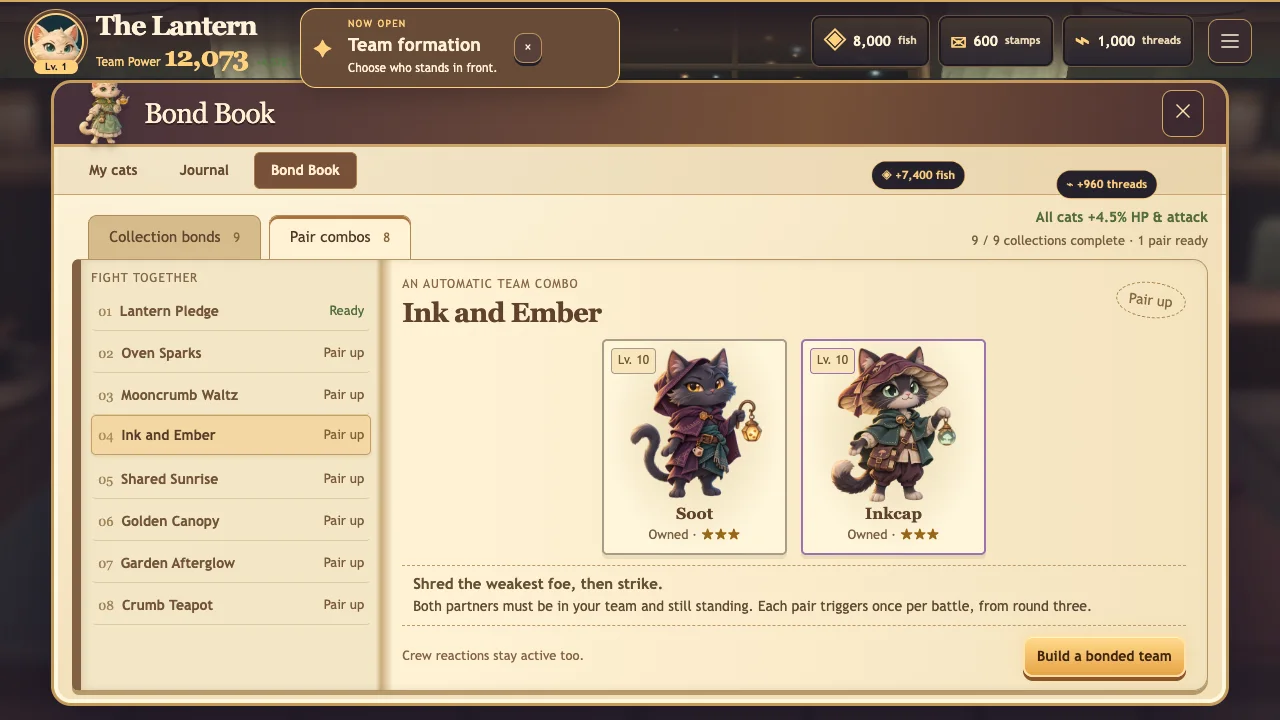 The Lantern
Team Power 12,073
Lv. 1
NOW OPEN
Team formation
Choose who stands in front.
8,000 fish
600 stamps
1,000 threads
Bond Book
My cats
Journal
Bond Book
+7,400 fish
+960 threads
Collection bonds 9
Pair combos 8
All cats +4.5% HP & attack
9 / 9 collections complete · 1 pair ready
FIGHT TOGETHER
01 Lantern Pledge Ready
02 Oven Sparks Pair up
03 Mooncrumb Waltz Pair up
04 Ink and Ember Pair up
05 Shared Sunrise Pair up
06 Golden Canopy Pair up
07 Garden Afterglow Pair up
08 Crumb Teapot Pair up
AN AUTOMATIC TEAM COMBO
Ink and Ember
Pair up
Lv. 10
Soot
Owned · ★★★
Lv. 10
Inkcap
Owned · ★★★
Shred the weakest foe, then strike.
Both partners must be in your team and still standing. Each pair triggers once per battle, from round three.
Crew reactions stay active too.
Build a bonded team